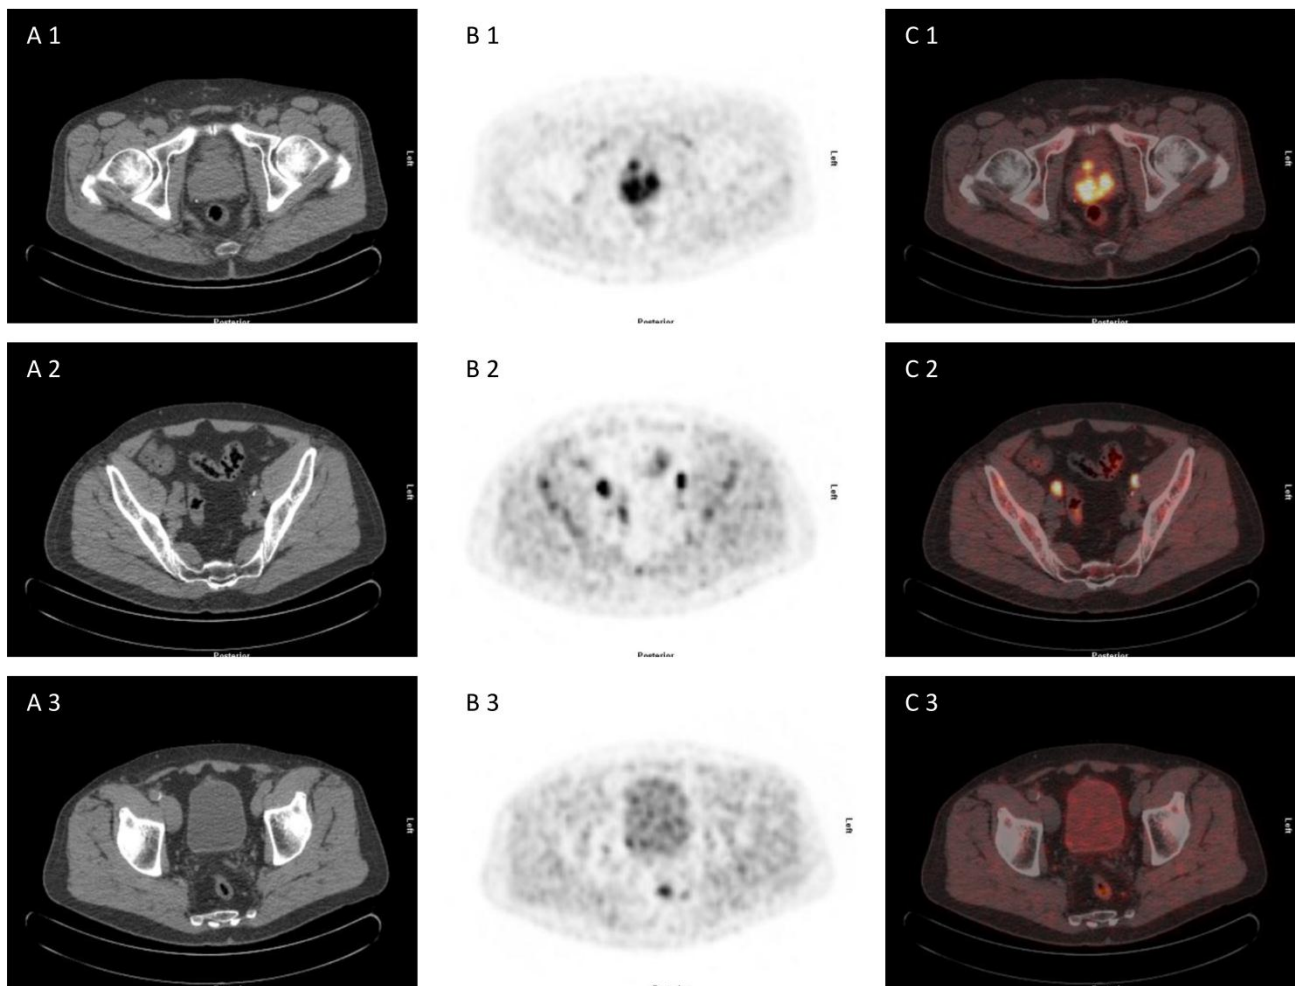 A 1
B 1
C 1
Left
Left
Left
Posterior
Posterior
Posterior
A 2
B 2
C 2
Left
Left
Left
Posterior
Posterior
Posterior
A 3
B 3
C 3
Left
Left
Left